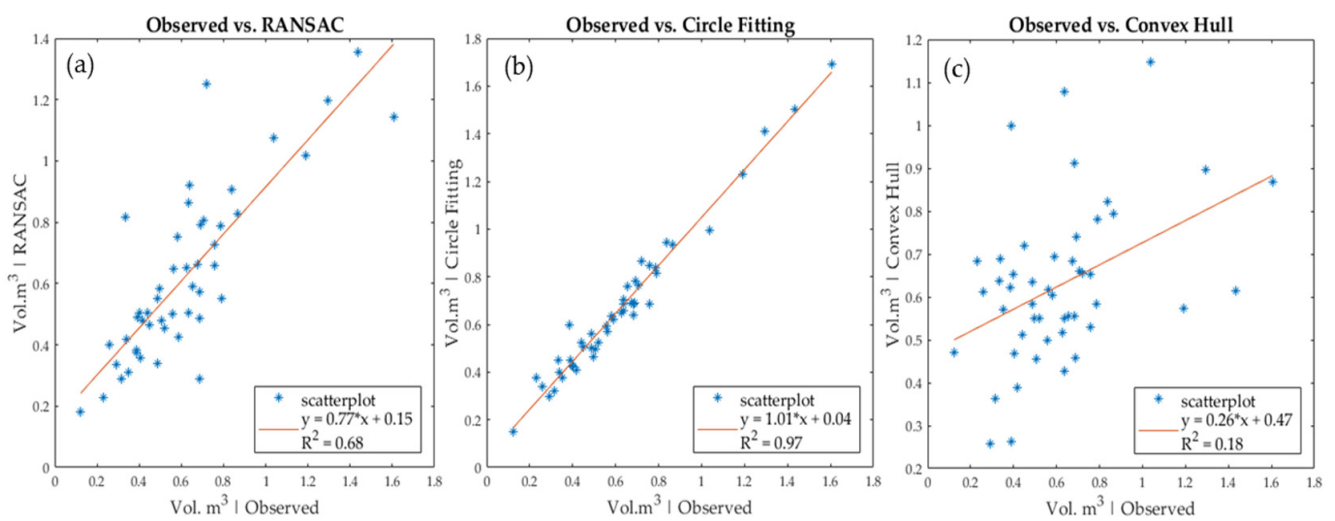 Observed vs. RANSAC
(a)
1.4
1.2
1
0.8
0.6
0.4
0.2
0
Vol.m³ | RANSAC
scatterplot
y = 0.77*x + 0.15
R² = 0.68
0 0.2 0.4 0.6 0.8 1 1.2 1.4 1.6 1.8
Vol. m³ | Observed
Observed vs. Circle Fitting
(b)
1.8
1.6
1.4
1.2
1
0.8
0.6
0.4
0.2
0
Vol.m³ | Circle Fitting
scatterplot
y = 1.01*x + 0.04
R² = 0.97
0 0.2 0.4 0.6 0.8 1 1.2 1.4 1.6 1.8
Vol.m³ | Observed
Observed vs. Convex Hull
(c)
1.2
1.1
1
0.9
0.8
0.7
0.6
0.5
0.4
0.3
0.2
Vol.m³ | Convex Hull
scatterplot
y = 0.26*x + 0.47
R² = 0.18
0 0.2 0.4 0.6 0.8 1 1.2 1.4 1.6 1.8
Vol.m³ | Observed